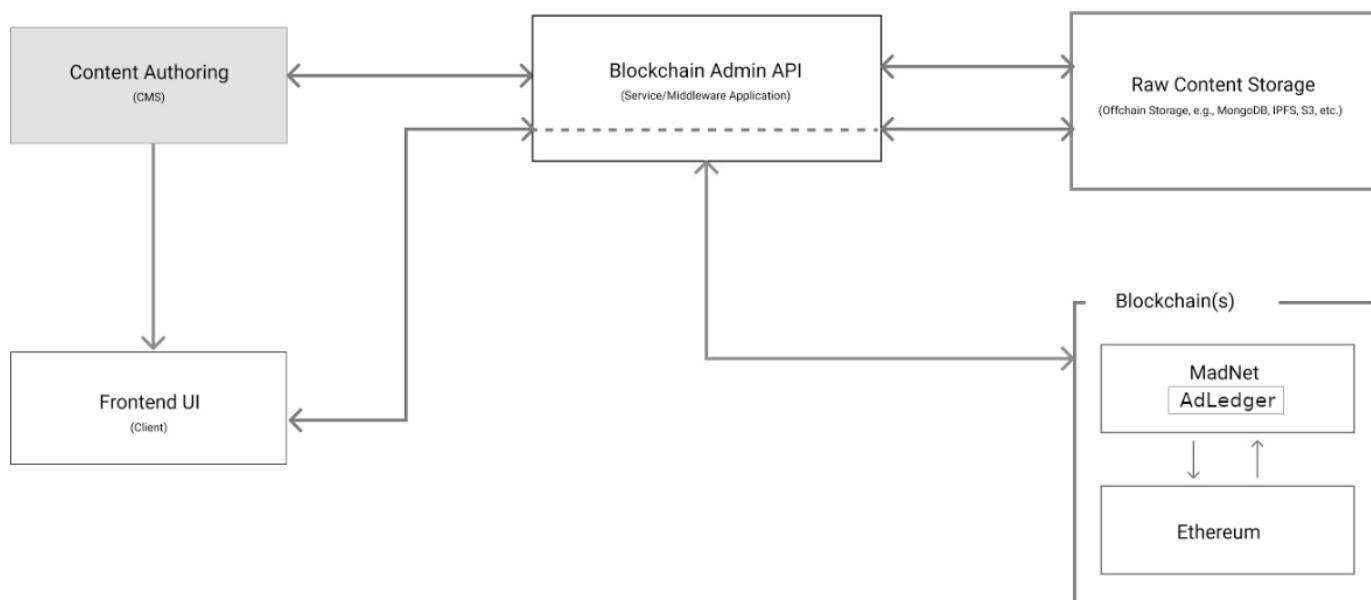 Content Authoring
(CMS)
Blockchain Admin API
(Service/Middleware Application)
Raw Content Storage
(Offchain Storage, e.g., MongoDB, IPFS, S3, etc.)
Frontend UI
(Client)
Blockchain(s)
MadNet
AdLedger
Ethereum